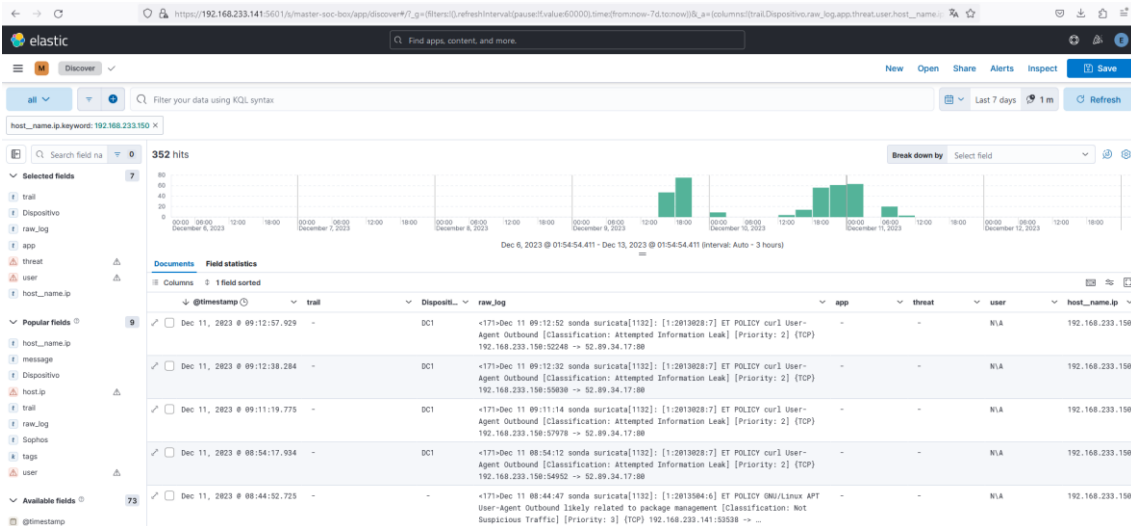 https://192.168.233.141:5601/s/master-soc-box/app/discover#/?_g=(filters:!(),refreshInterval:(pause:!f,value:60000),time:(from:now-7d,to:now))&_a=(columns:!(trail,Dispositivo,raw_log,app,threat,user,host__name.i
elastic
Find apps, content, and more.
E
M Discover
New Open Share Alerts Inspect Save
all
Filter your data using KQL syntax
Last 7 days
1 m
Refresh
host__name.ip.keyword: 192.168.233.150 ×
Search field na
0
352 hits
Break down by Select field
Selected fields 7
trail
Dispositivo
raw_log
app
threat
user
host__name.ip
Popular fields 9
host__name.ip
message
Dispositivo
host.ip
trail
raw_log
Sophos
tags
user
Available fields 73
@timestamp
80
60
40
20
0
00:00 06:00 12:00 18:00 00:00 06:00 12:00 18:00 00:00 06:00 12:00 18:00 00:00 06:00 12:00 18:00 00:00 06:00 12:00 18:00 00:00 06:00 12:00 18:00 00:00 06:00 12:00 18:00
December 6, 2023 December 7, 2023 December 8, 2023 December 9, 2023 December 10, 2023 December 11, 2023 December 12, 2023
Dec 6, 2023 @ 01:54:54.411 - Dec 13, 2023 @ 01:54:54.411 (interval: Auto - 3 hours)
Documents Field statistics
Columns 1 field sorted
@timestamp trail Dispositi... raw_log app threat user host__name.ip
Dec 11, 2023 @ 09:12:57.929 - DC1 <171>Dec 11 09:12:52 sonda suricata[1132]: [1:2013028:7] ET POLICY curl User- - - N\A 192.168.233.150
Agent Outbound [Classification: Attempted Information Leak] [Priority: 2] {TCP}
192.168.233.150:52248 -> 52.89.34.17:80
Dec 11, 2023 @ 09:12:38.284 - DC1 <171>Dec 11 09:12:32 sonda suricata[1132]: [1:2013028:7] ET POLICY curl User- - - N\A 192.168.233.150
Agent Outbound [Classification: Attempted Information Leak] [Priority: 2] {TCP}
192.168.233.150:55030 -> 52.89.34.17:80
Dec 11, 2023 @ 09:11:19.775 - DC1 <171>Dec 11 09:11:14 sonda suricata[1132]: [1:2013028:7] ET POLICY curl User- - - N\A 192.168.233.150
Agent Outbound [Classification: Attempted Information Leak] [Priority: 2] {TCP}
192.168.233.150:57978 -> 52.89.34.17:80
Dec 11, 2023 @ 08:54:17.934 - DC1 <171>Dec 11 08:54:12 sonda suricata[1132]: [1:2013028:7] ET POLICY curl User- - - N\A 192.168.233.150
Agent Outbound [Classification: Attempted Information Leak] [Priority: 2] {TCP}
192.168.233.150:54952 -> 52.89.34.17:80
Dec 11, 2023 @ 08:44:52.725 - - <171>Dec 11 08:44:47 sonda suricata[1132]: [1:2013504:6] ET POLICY GNU/Linux APT - - N\A 192.168.233.150
User-Agent Outbound likely related to package management [Classification: Not
Suspicious Traffic] [Priority: 3] {TCP} 192.168.233.141:53538 -> …